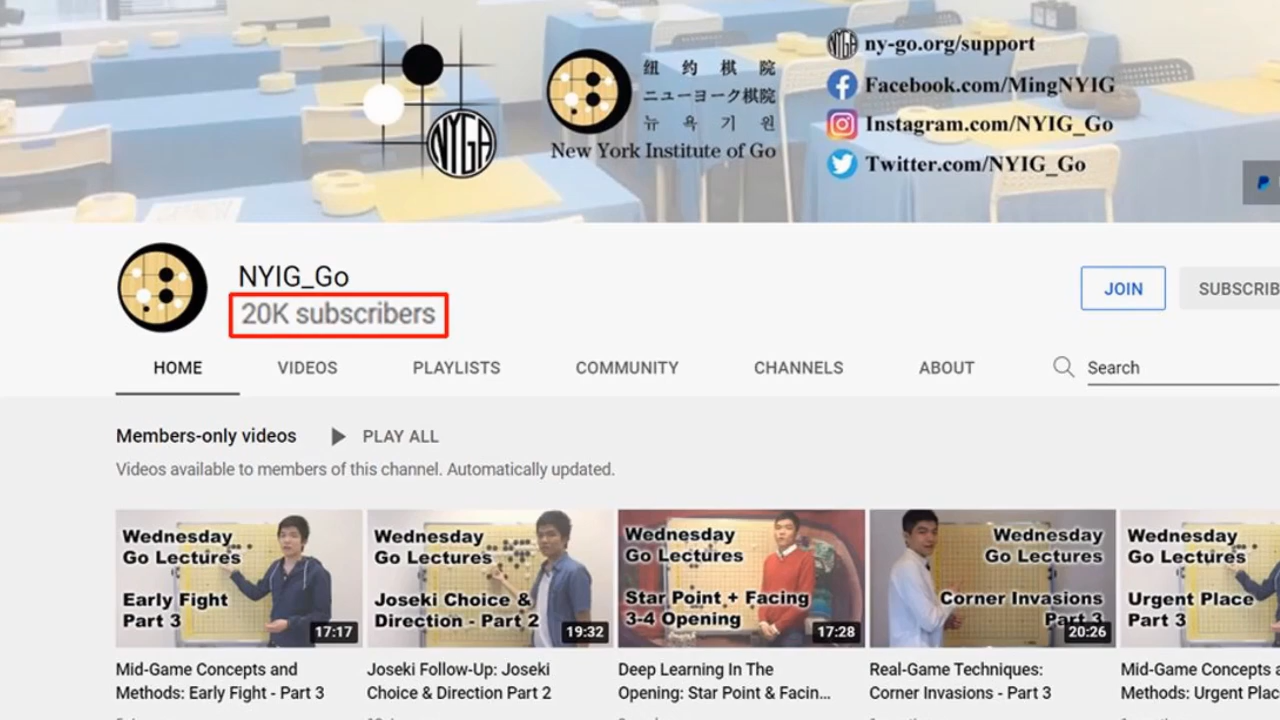 NYGA ny-go.org/support
纽 约 棋 院
Facebook.com/MingNYIG
ニューヨーク棋院
Instagram.com/NYIG_Go
뉴 욕 기 원
NYGA
New York Institute of Go
Twitter.com/NYIG_Go
NYIG_Go
20K subscribers
JOIN
SUBSCRIB
HOME
VIDEOS
PLAYLISTS
COMMUNITY
CHANNELS
ABOUT
Search
Members-only videos
PLAY ALL
Videos available to members of this channel. Automatically updated.
Wednesday
Go Lectures
Early Fight
Part 3
17:17
Mid-Game Concepts and
Methods: Early Fight - Part 3
Wednesday
Go Lectures
Joseki Choice &
Direction - Part 2
19:32
Joseki Follow-Up: Joseki
Choice & Direction Part 2
Wednesday
Go Lectures
Star Point + Facing
3-4 Opening
17:28
Deep Learning In The
Opening: Star Point & Facin...
Wednesday
Go Lectures
Corner Invasions
Part 3
20:26
Real-Game Techniques:
Corner Invasions - Part 3
Wednesday
Go Lectures
Urgent Place
Part 3
Mid-Game Concepts a
Methods: Urgent Plac